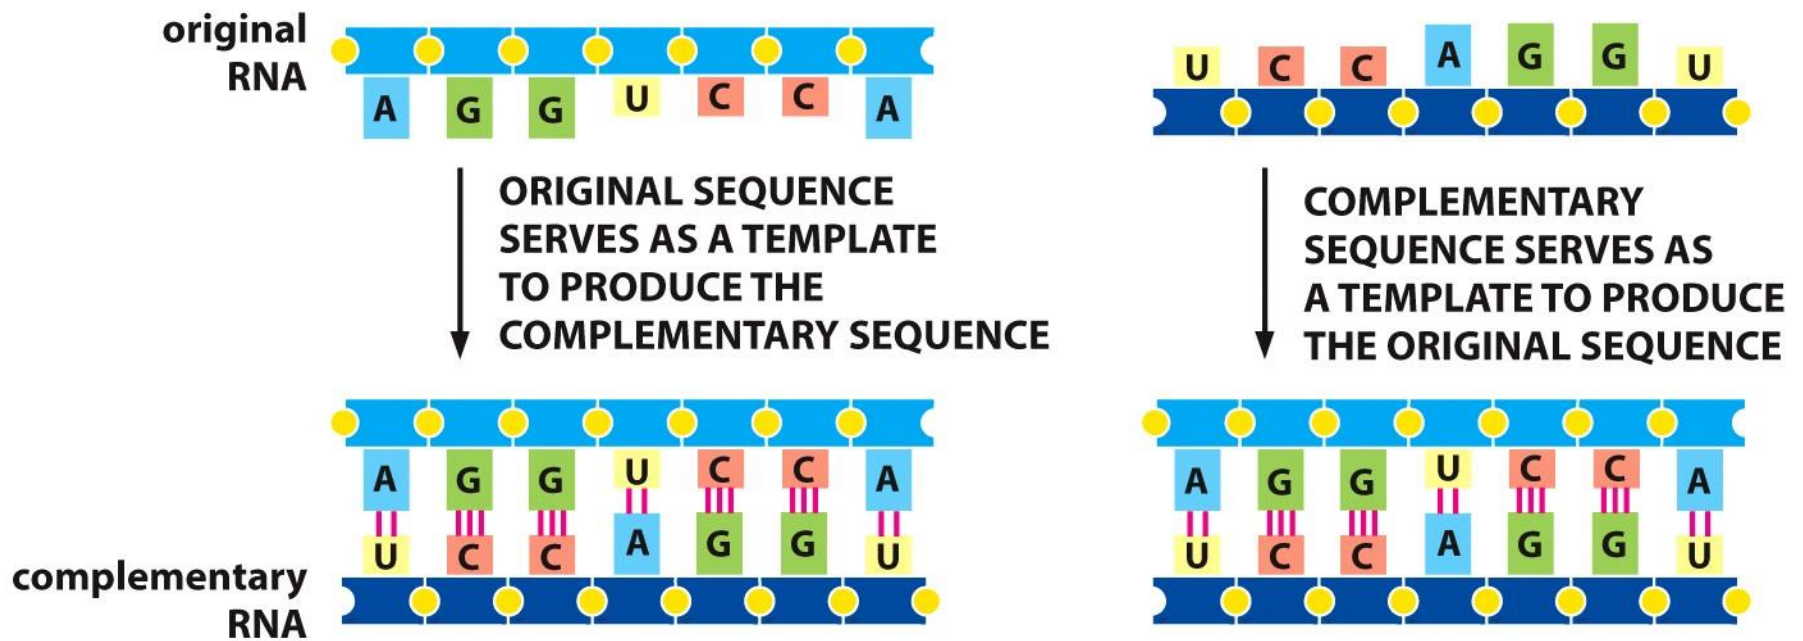 original
RNA
A G G U C C A
U C C A G G U
ORIGINAL SEQUENCE
SERVES AS A TEMPLATE
TO PRODUCE THE
COMPLEMENTARY SEQUENCE
COMPLEMENTARY
SEQUENCE SERVES AS
A TEMPLATE TO PRODUCE
THE ORIGINAL SEQUENCE
A G G U C C A
U C C A G G U
complementary
RNA
A G G U C C A
U C C A G G U